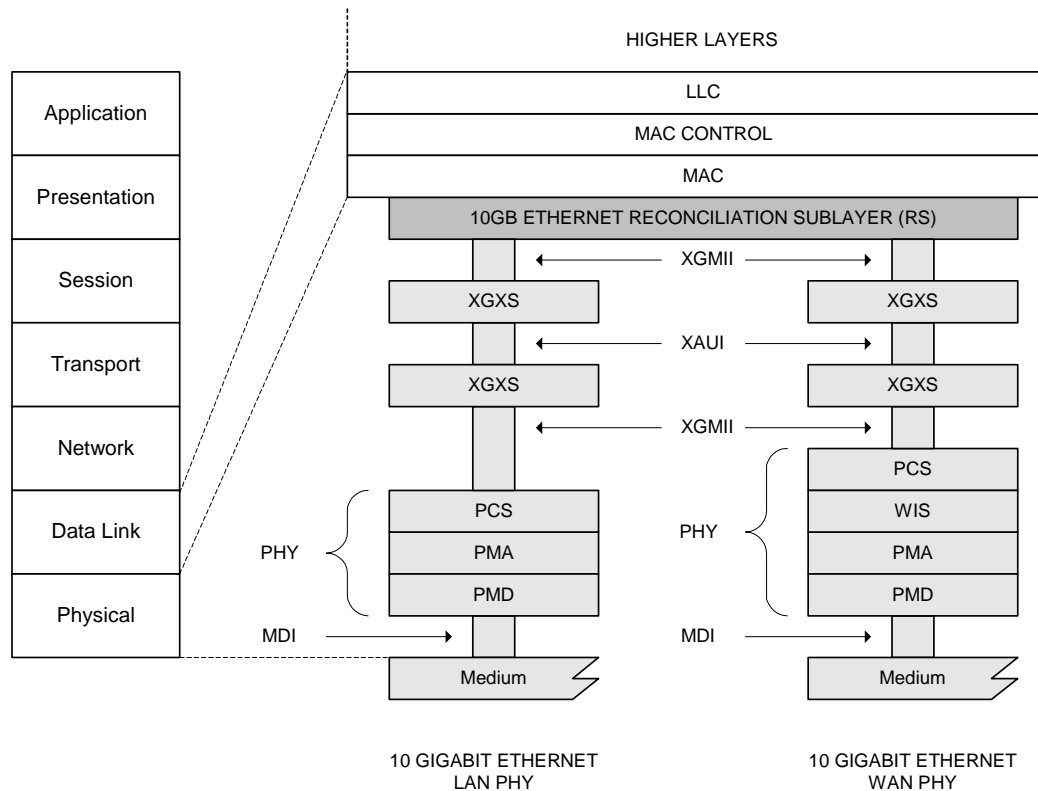 HIGHER LAYERS
Application
Presentation
Session
Transport
Network
Data Link
Physical
LLC
MAC CONTROL
MAC
10GB ETHERNET RECONCILIATION SUBLAYER (RS)
XGMII
XGXS
XGXS
XAUI
XGXS
XGXS
XGMII
PHY
PCS
PMA
PMD
MDI
Medium
PHY
PCS
WIS
PMA
PMD
MDI
Medium
10 GIGABIT ETHERNET
LAN PHY
10 GIGABIT ETHERNET
WAN PHY